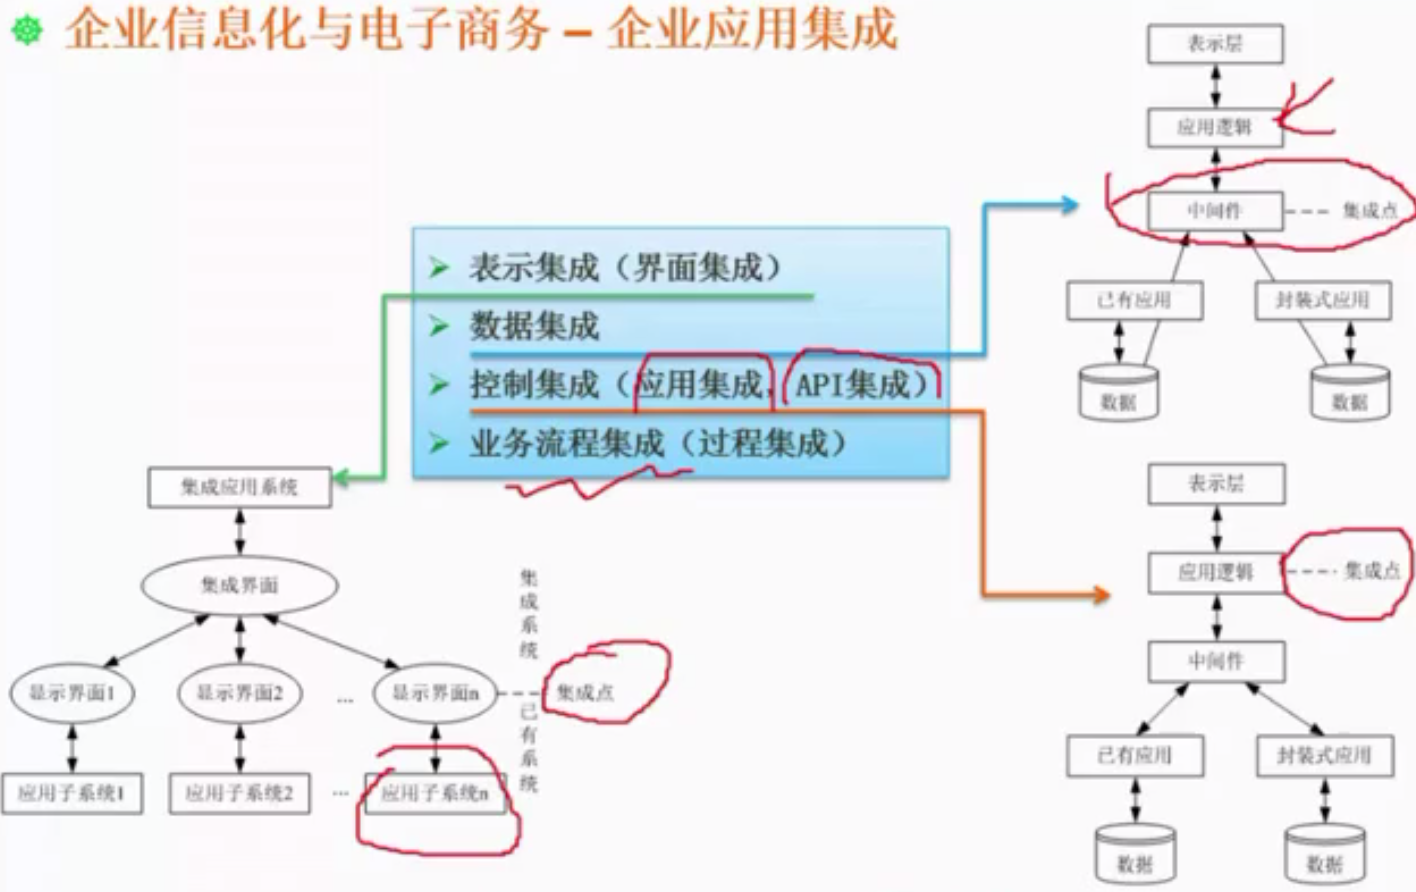 企业信息化与电子商务－企业应用集成
表示集成（界面集成）
数据集成
控制集成（应用集成，API集成）
业务流程集成（过程集成）
表示层
应用逻辑
中间件
集成点
已有应用
封装式应用
数据
数据
集成应用系统
集成界面
显示界面1
显示界面2
...
显示界面n
集成系统
集成点
已有系统
应用子系统1
应用子系统2
...
应用子系统n
表示层
应用逻辑
集成点
中间件
已有应用
封装式应用
数据
数据